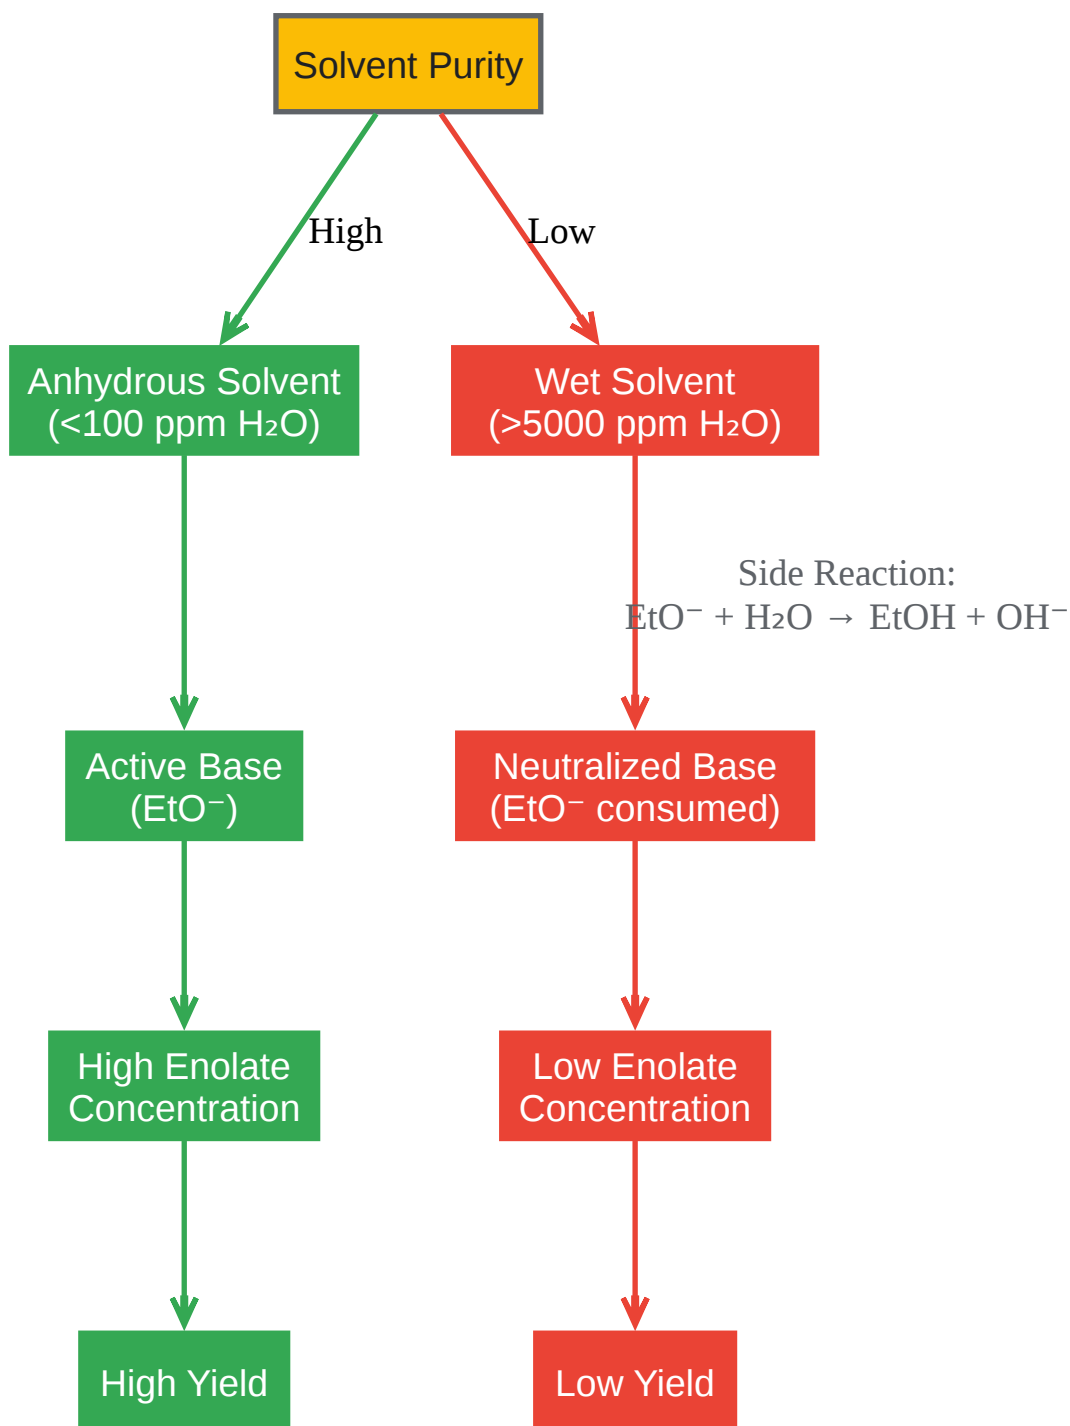 Solvent Purity
High
Low
Anhydrous Solvent
(<100 ppm H₂O)
Wet Solvent
(>5000 ppm H₂O)
Side Reaction:
EtO⁻ + H₂O → EtOH + OH⁻
Active Base
(EtO⁻)
Neutralized Base
(EtO⁻ consumed)
High Enolate
Concentration
Low Enolate
Concentration
High Yield
Low Yield